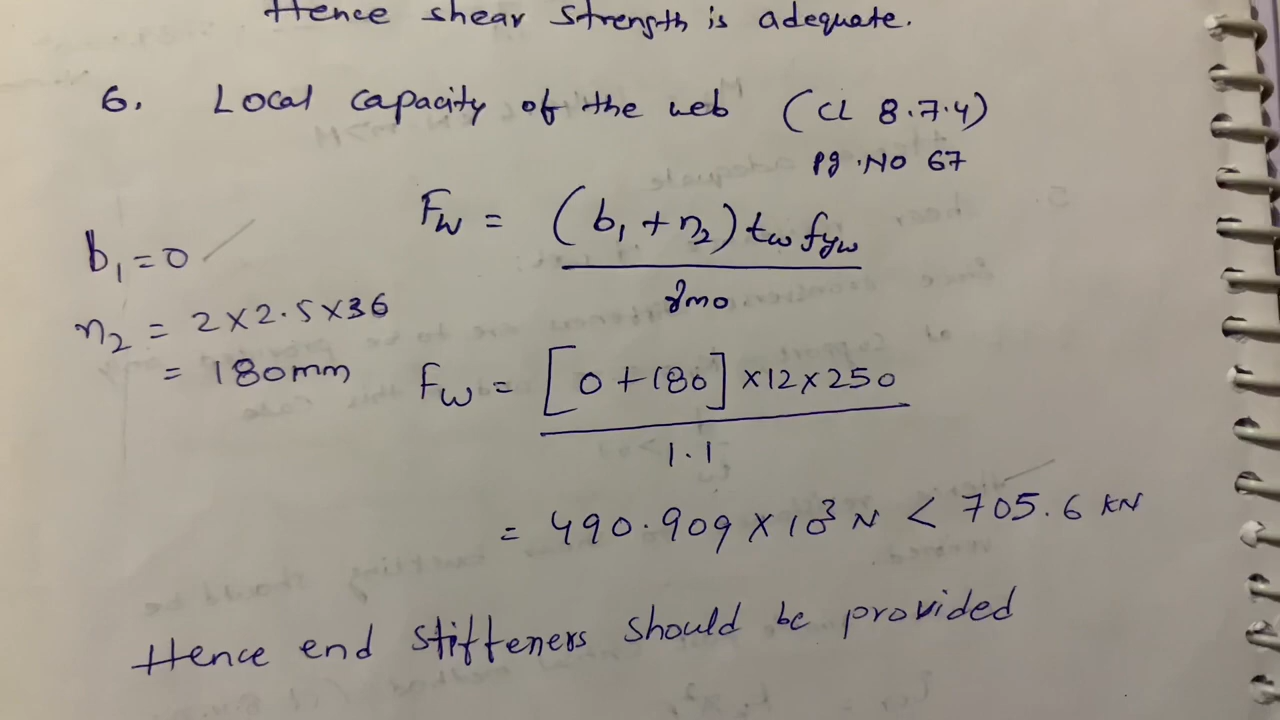 Hence shear strength is adequate.
6. Local capacity of the web (CL 8.7.4)
Pg.No 67
Fw = (b₁ + n₂) tw fyw
γmo
b₁ = 0
n₂ = 2 × 2.5 × 36
= 180mm
Fw = [0 + 180] × 12 × 250
1.1
= 490.909 × 10³ N < 705.6 KN
Hence end stiffeners should be provided